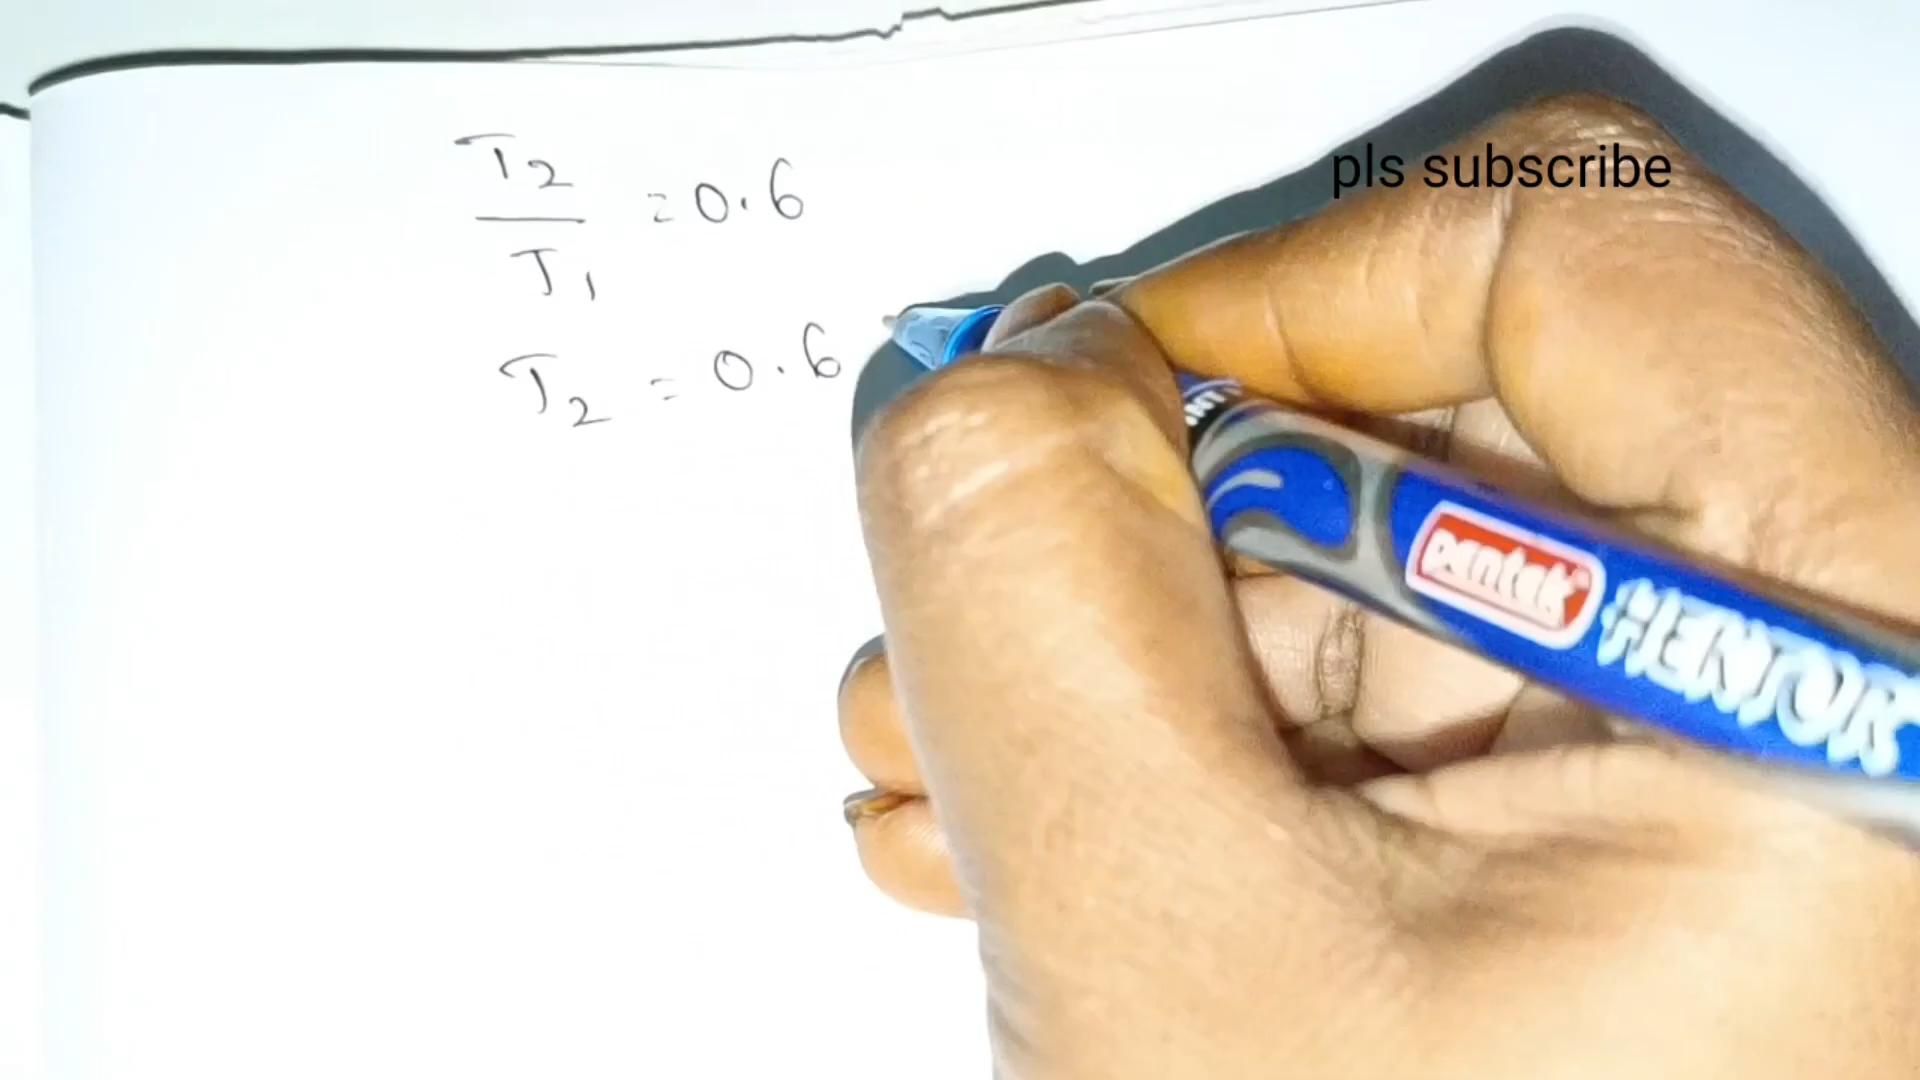 pls subscribe
T2
/T1 = 0.6
T2 = 0.6
pentek